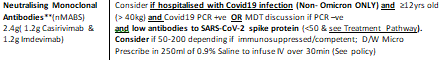 Neutralising Monoclonal
Antibodies**(nMABS)
2.4g( 1.2g Casirivimab &
1.2g Imdevimab)
Consider if hospitalised with Covid19 infection (Non- Omicron ONLY) and ≥12yrs old
(> 40kg) and Covid19 PCR +ve OR MDT discussion if PCR –ve
and low antibodies to SARS-CoV-2 spike protein (<50 & see Treatment Pathway).
Consider if 50-200 depending if immunosuppressed/competent; D/W Micro
Prescribe in 250ml of 0.9% Saline to infuse IV over 30min (See policy)